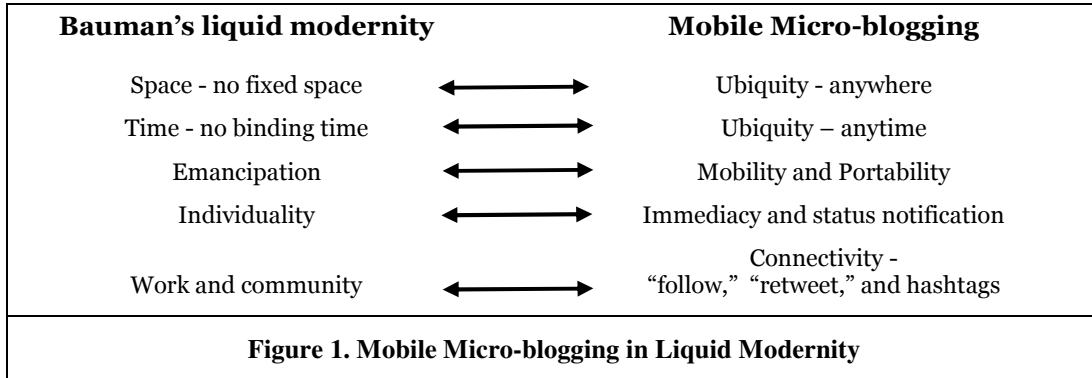 Bauman’s liquid modernity Mobile Micro-blogging
Space - no fixed space Ubiquity - anywhere
Time - no binding time Ubiquity – anytime
Emancipation Mobility and Portability
Individuality Immediacy and status notification
Connectivity -
Work and community “follow,” “retweet,” and hashtags
Figure 1. Mobile Micro-blogging in Liquid Modernity